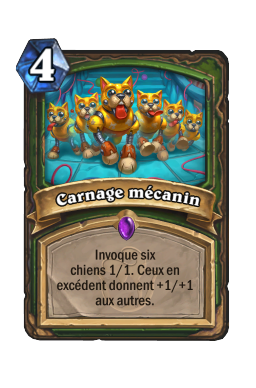 4
Carnage mécanin
Invoque six
chiens 1/1. Ceux en
excédent donnent +1/+1
aux autres.